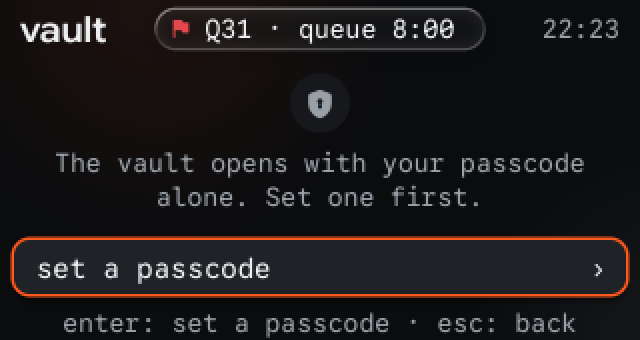 vault
Q31 · queue 8:00
22:23
The vault opens with your passcode
alone. Set one first.
set a passcode ›
enter: set a passcode · esc: back